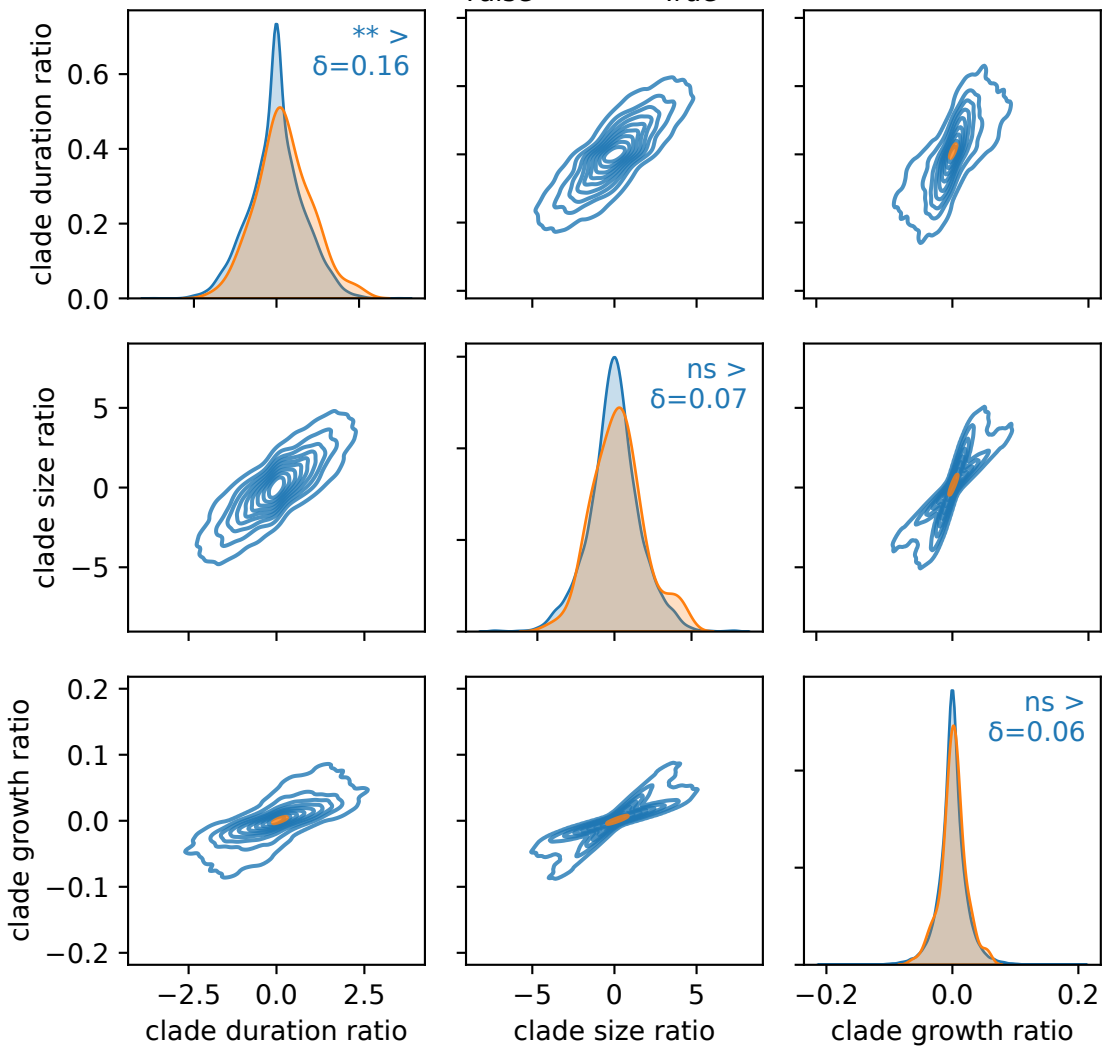 clade duration ratio
0.6
0.4
0.2
0.0
** >
δ=0.16
clade size ratio
5
0
−5
ns >
δ=0.07
clade growth ratio
0.2
0.1
0.0
−0.1
−0.2
ns >
δ=0.06
−2.5 0.0 2.5
−5 0 5
−0.2 0.0 0.2
clade duration ratio
clade size ratio
clade growth ratio